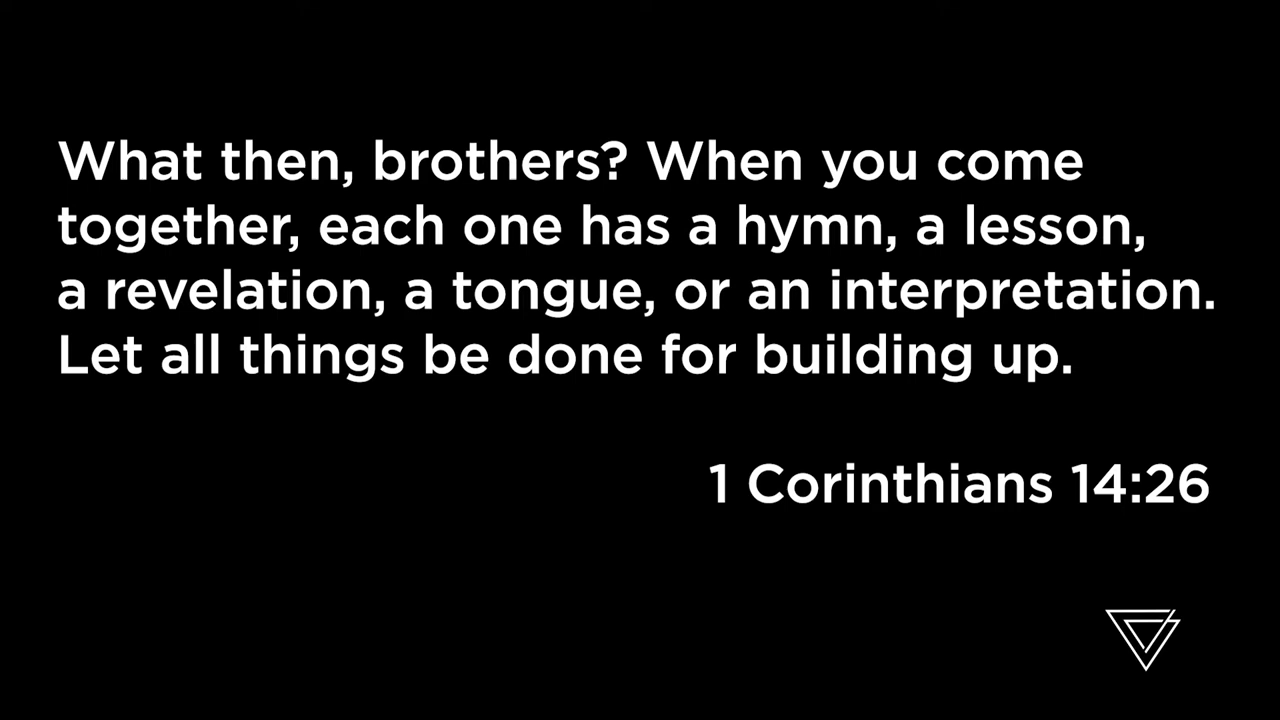 What then, brothers? When you come
together, each one has a hymn, a lesson,
a revelation, a tongue, or an interpretation.
Let all things be done for building up.
1 Corinthians 14:26